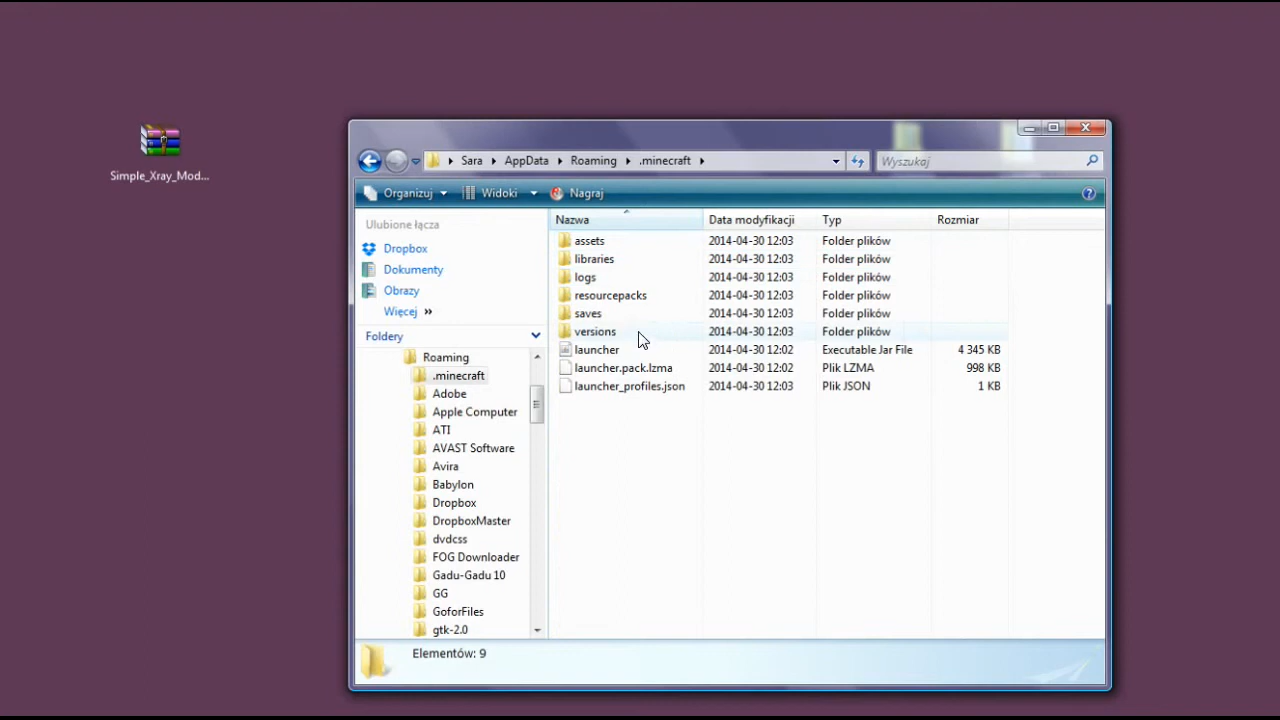 Simple_Xray_Mod...
Sara AppData Roaming .minecraft
Wyszukaj
Organizuj Widoki Nagraj
Ulubione łącza
Dropbox
Dokumenty
Obrazy
Więcej »
Foldery
Roaming
.minecraft
Adobe
Apple Computer
ATI
AVAST Software
Avira
Babylon
Dropbox
DropboxMaster
dvdcss
FOG Downloader
Gadu-Gadu 10
GG
GoforFiles
gtk-2.0
Nazwa Data modyfikacji Typ Rozmiar
assets 2014-04-30 12:03 Folder plików
libraries 2014-04-30 12:03 Folder plików
logs 2014-04-30 12:03 Folder plików
resourcepacks 2014-04-30 12:03 Folder plików
saves 2014-04-30 12:03 Folder plików
versions 2014-04-30 12:03 Folder plików
launcher 2014-04-30 12:02 Executable Jar File 4 345 KB
launcher.pack.lzma 2014-04-30 12:02 Plik LZMA 998 KB
launcher_profiles.json 2014-04-30 12:03 Plik JSON 1 KB
Elementów: 9